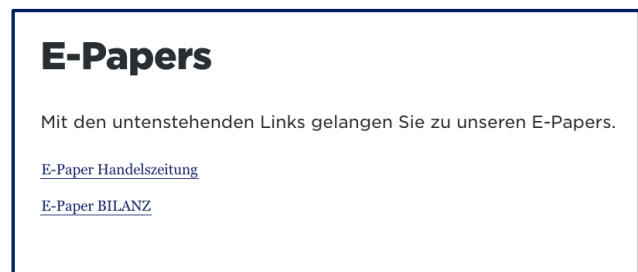 E-Papers
Mit den untenstehenden Links gelangen Sie zu unseren E-Papers.
E-Paper Handelszeitung
E-Paper BILANZ